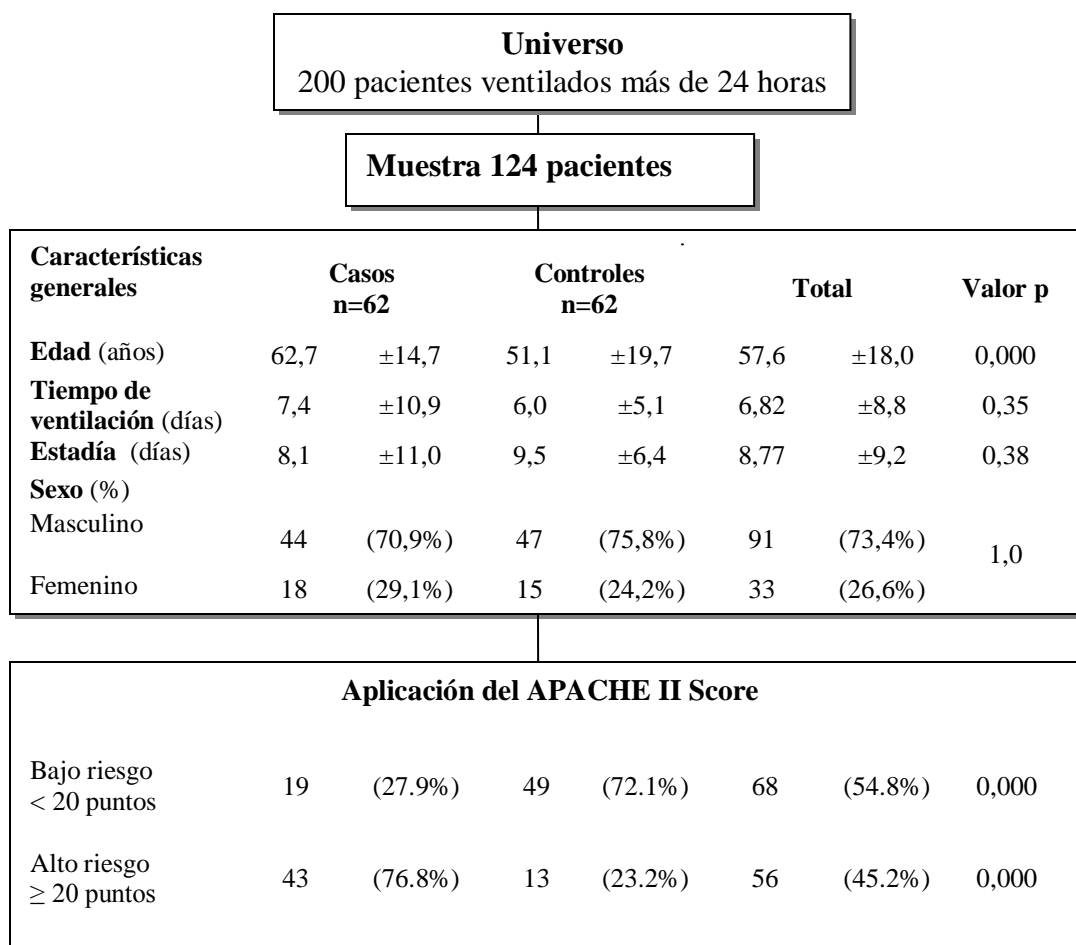 Universo
200 pacientes ventilados más de 24 horas
Muestra 124 pacientes
Características generales Casos n=62 Controles n=62 Total Valor p
Edad (años) 62,7 ±14,7 51,1 ±19,7 57,6 ±18,0 0,000
Tiempo de ventilación (días) 7,4 ±10,9 6,0 ±5,1 6,82 ±8,8 0,35
Estadía (días) 8,1 ±11,0 9,5 ±6,4 8,77 ±9,2 0,38
Sexo (%)
Masculino 44 (70,9%) 47 (75,8%) 91 (73,4%) 1,0
Femenino 18 (29,1%) 15 (24,2%) 33 (26,6%)
Aplicación del APACHE II Score
Bajo riesgo < 20 puntos 19 (27.9%) 49 (72.1%) 68 (54.8%) 0,000
Alto riesgo ≥ 20 puntos 43 (76.8%) 13 (23.2%) 56 (45.2%) 0,000